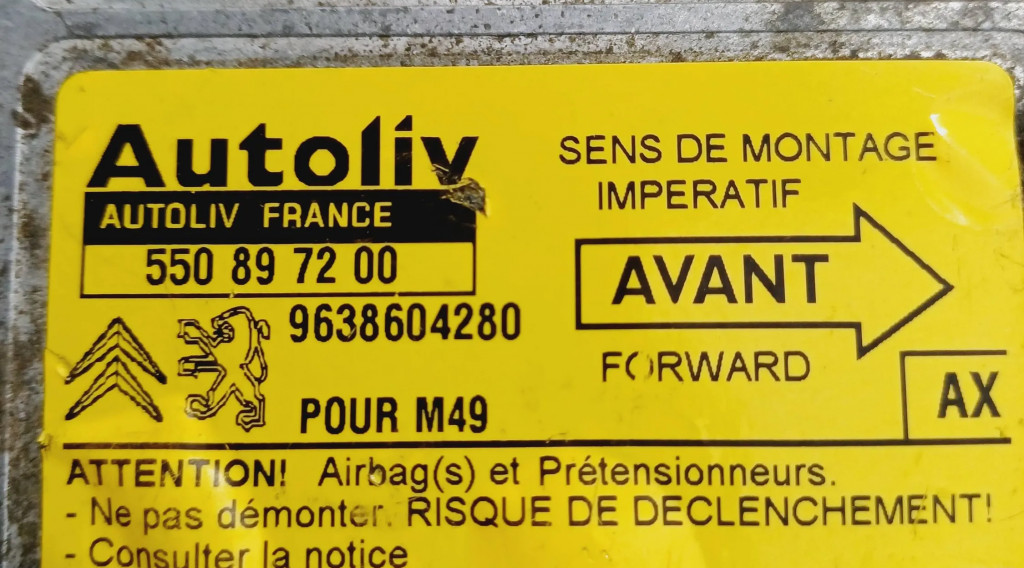 Autoliv
AUTOLIV FRANCE
550 89 72 00
9638604280
POUR M49
SENS DE MONTAGE
IMPERATIF
AVANT
FORWARD
AX
ATTENTION! Airbag(s) et Prétensionneurs.
- Ne pas démonter. RISQUE DE DECLENCHEMENT!
- Consulter la notice